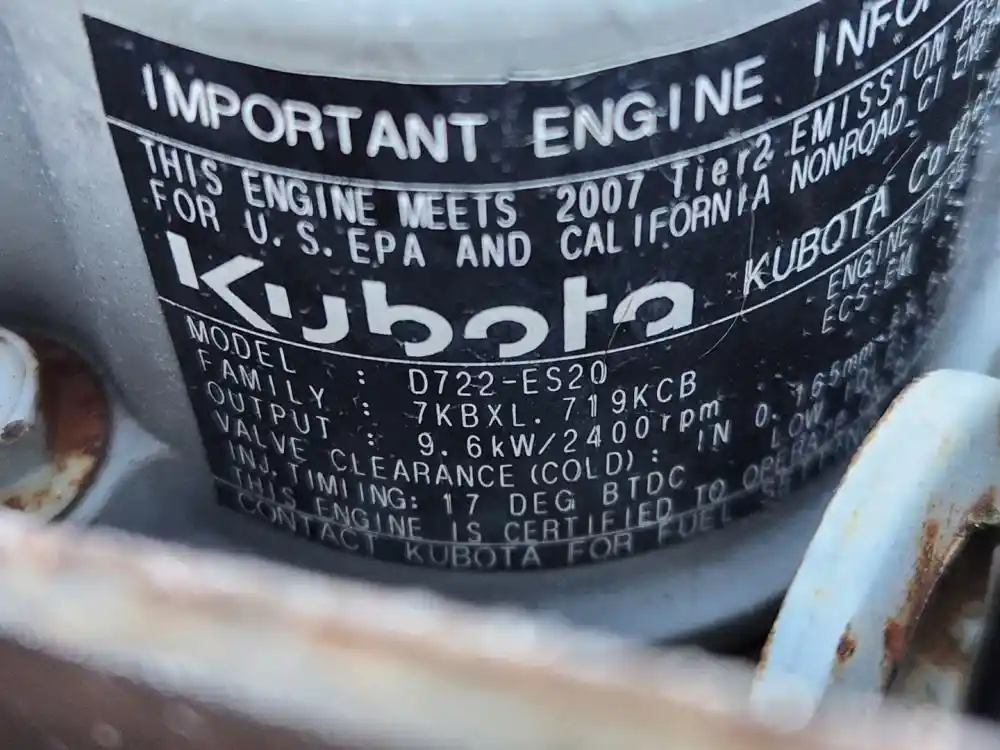 IMPORTANT ENGINE
THIS ENGINE MEETS 2007 Tier2 EMISSION
FOR U.S.EPA AND CALIFORNIA NONROAD CI
Kubota KUBOTA
MODEL : D722-ES20
FAMILY : 7KBXL.719KCB
OUTPUT : 9.6kW/2400rpm
VALVE CLEARANCE(COLD): IN
INJ.TIMIING: 17 DEG BTDC LOW
THIS ENGINE IS CERTIFIED TO
CONTACT KUBOTA FOR FUEL